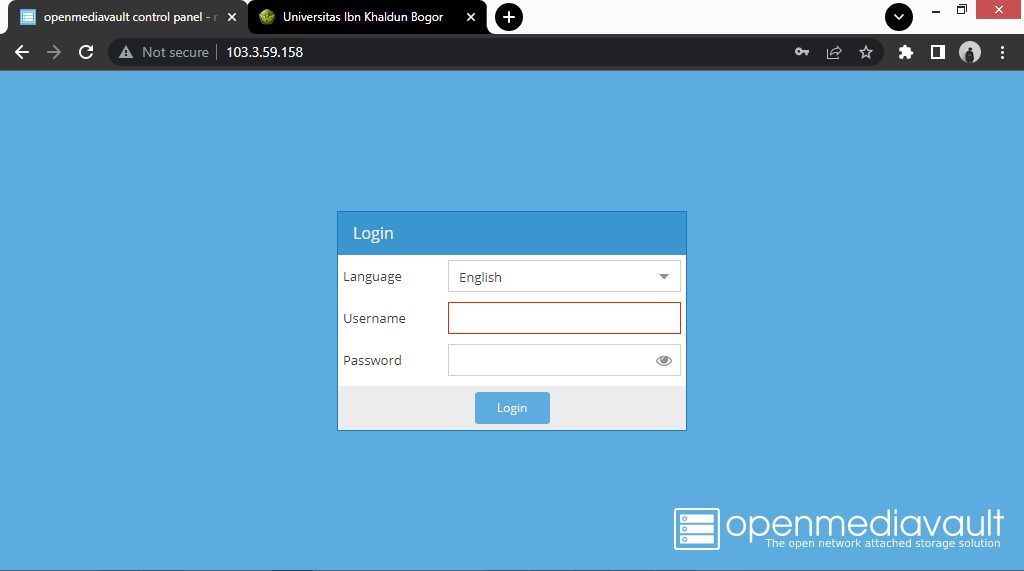 openmediavault control panel -
Universitas Ibn Khaldun Bogor
Not secure
103.3.59.158
Login
Language
English
Username
Password
Login
openmediavault
The open network attached storage solution